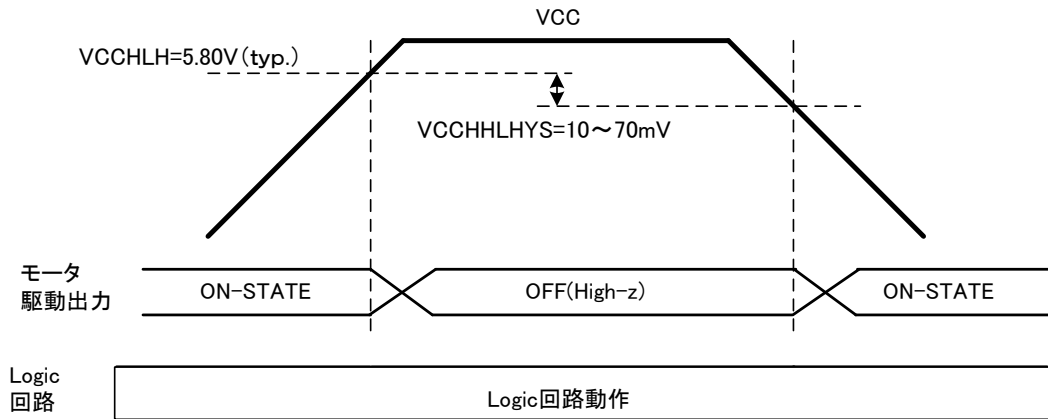 VCC
VCCHLH=5.80V(typ.)
VCCHHLHYS=10～70mV
モータ
駆動出力
ON-STATE
OFF(High-z)
ON-STATE
Logic
回路
Logic回路動作